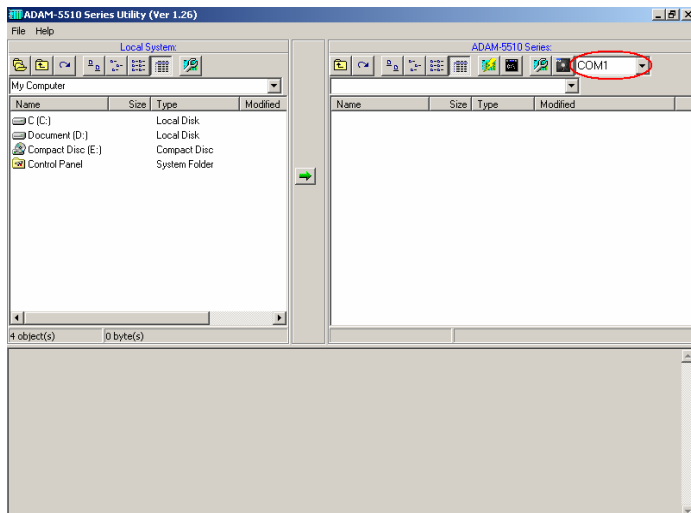 ADAM-5510 Series Utility (Ver 1.26)
File Help
Local System:
ADAM-5510 Series:
COM1
My Computer
Name Size Type Modified
Name Size Type Modified
C (C:) Local Disk
Document (D:) Local Disk
Compact Disc (E:) Compact Disc
Control Panel System Folder
4 object(s) 0 byte(s)